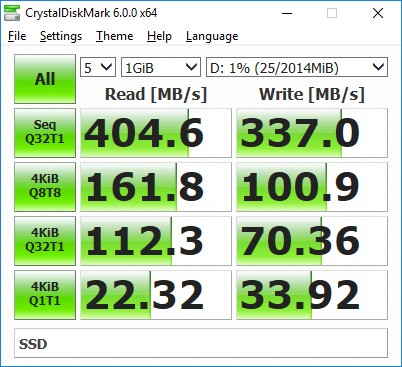 CrystalDiskMark 6.0.0 x64
File Settings Theme Help Language
All 5 1GiB D: 1% (25/2014MiB)
Read [MB/s] Write [MB/s]
Seq
Q32T1 404.6 337.0
4KiB
Q8T8 161.8 100.9
4KiB
Q32T1 112.3 70.36
4KiB
Q1T1 22.32 33.92
SSD